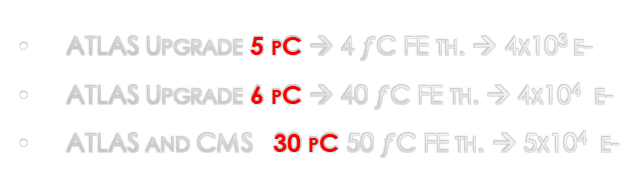 • ATLAS UPGRADE 5 PC → 4 ƒC FE TH. → 4X10³ E-
• ATLAS UPGRADE 6 PC → 40 ƒC FE TH. → 4X10⁴ E-
• ATLAS AND CMS 30 PC 50 ƒC FE TH. → 5X10⁴ E-